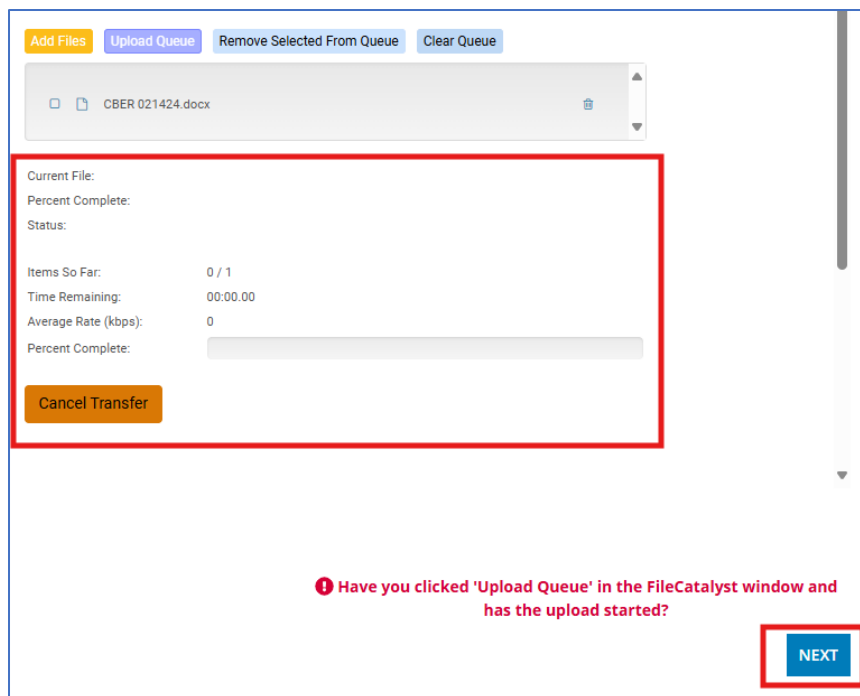 Add Files Upload Queue Remove Selected From Queue Clear Queue
CBER 021424.docx
Current File:
Percent Complete:
Status:
Items So Far: 0 / 1
Time Remaining: 00:00.00
Average Rate (kbps): 0
Percent Complete:
Cancel Transfer
Have you clicked 'Upload Queue' in the FileCatalyst window and
has the upload started?
NEXT